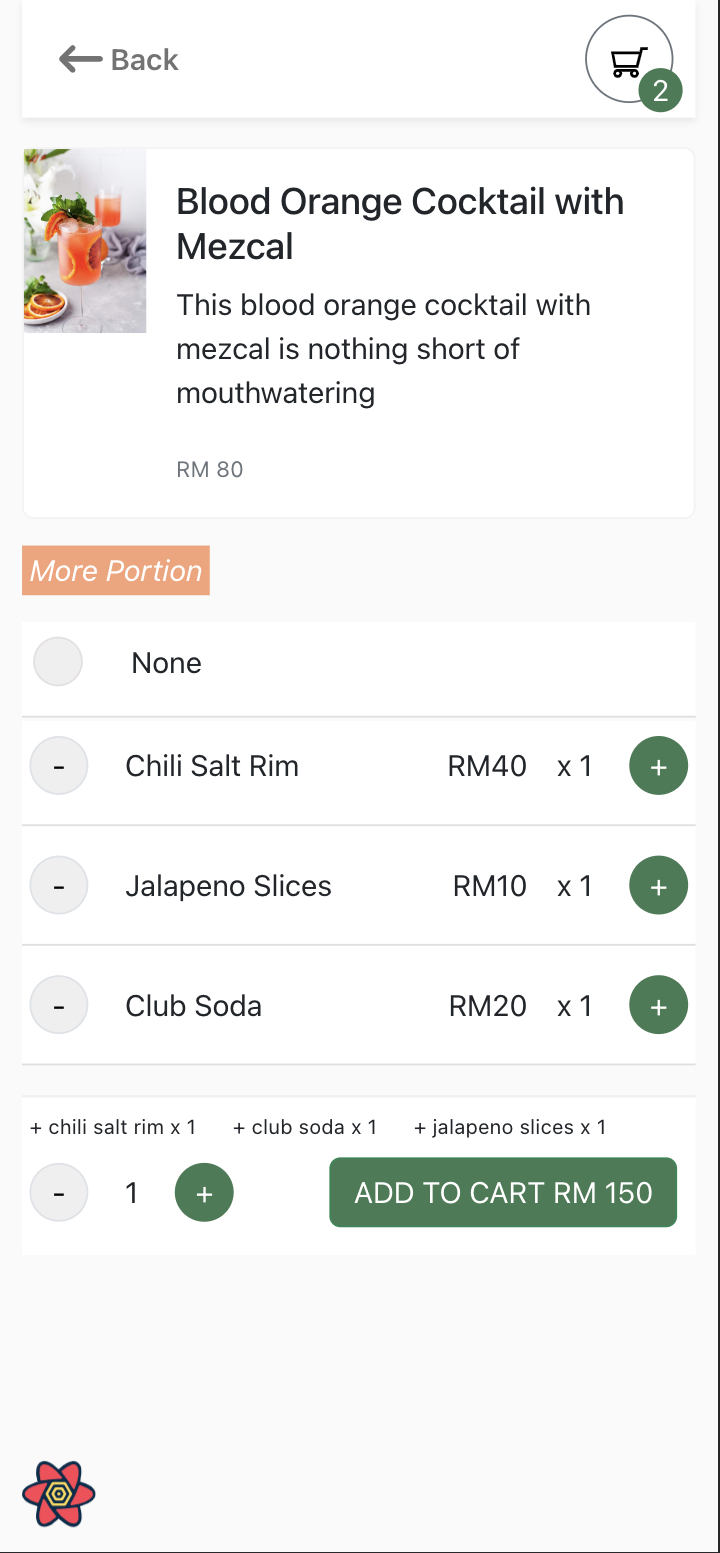 Back
2
Blood Orange Cocktail with
Mezcal
This blood orange cocktail with
mezcal is nothing short of
mouthwatering
RM 80
More Portion
None
- Chili Salt Rim RM40 x 1 +
- Jalapeno Slices RM10 x 1 +
- Club Soda RM20 x 1 +
+ chili salt rim x 1 + club soda x 1 + jalapeno slices x 1
- 1 + ADD TO CART RM 150